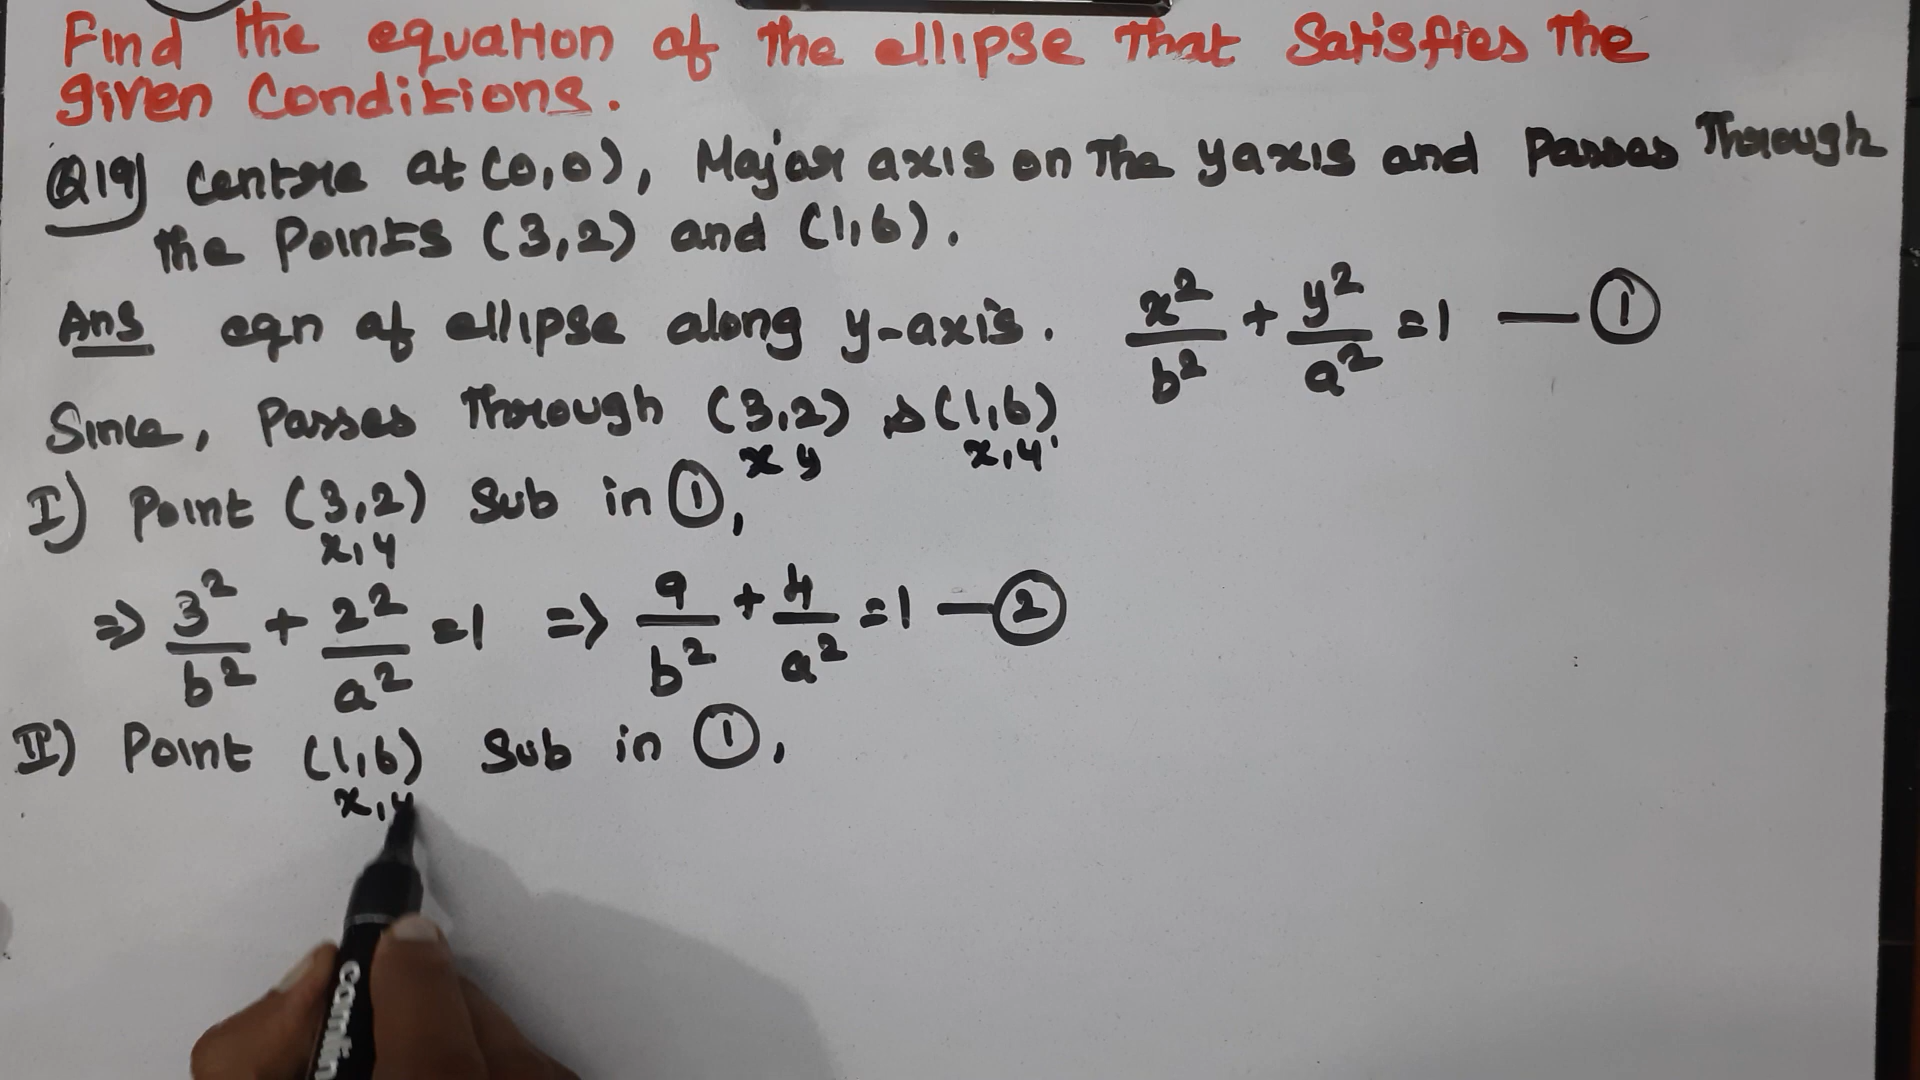 Find the equation of the ellipse that satisfies the
given conditions.
Q19) Centre at (0,0), Major axis on the y axis and passes through
the points (3,2) and (1,6).
Ans eqn of ellipse along y-axis. x²/b² + y²/a² = 1 — ①
Since, passes through (3,2) & (1,6)
x y x,y
I) Point (3,2) sub in ①,
x,y
=> 3²/b² + 2²/a² = 1 => 9/b² + 4/a² = 1 — ②
II) Point (1,6) sub in ①,
x,y
camlin